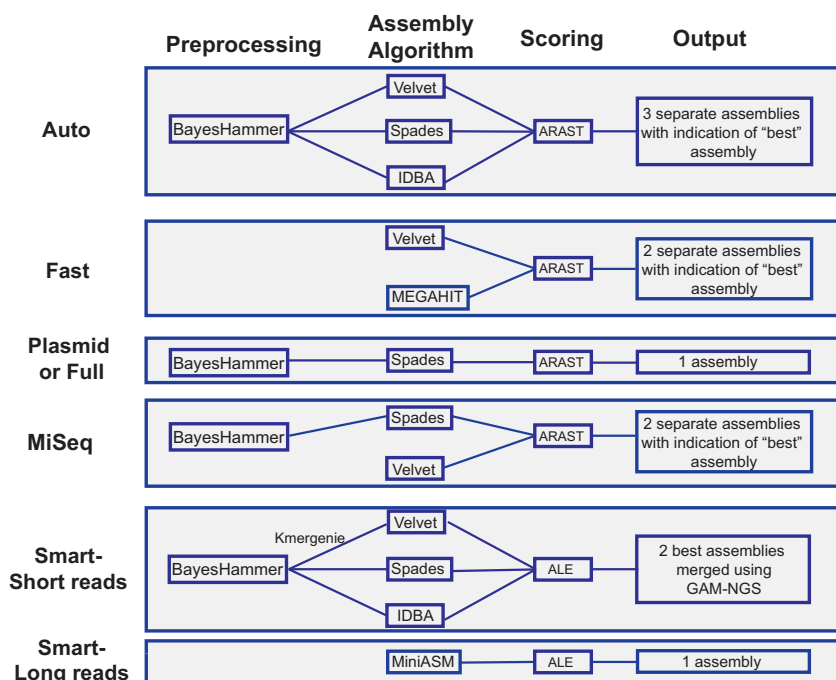 Preprocessing
Assembly
Algorithm
Scoring
Output
Auto
BayesHammer
Velvet
Spades
IDBA
ARAST
3 separate assemblies
with indication of “best”
assembly
Fast
Velvet
MEGAHIT
ARAST
2 separate assemblies
with indication of “best”
assembly
Plasmid
or Full
BayesHammer
Spades
ARAST
1 assembly
MiSeq
BayesHammer
Spades
Velvet
ARAST
2 separate assemblies
with indication of “best”
assembly
Smart-
Short reads
BayesHammer
Kmergenie
Velvet
Spades
IDBA
ALE
2 best assemblies
merged using
GAM-NGS
Smart-
Long reads
MiniASM
ALE
1 assembly